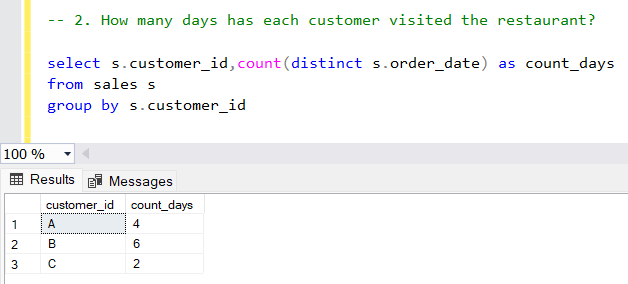 -- 2. How many days has each customer visited the restaurant?
select s.customer_id,count(distinct s.order_date) as count_days
from sales s
group by s.customer_id
100 %
Results Messages
customer_id count_days
1 A 4
2 B 6
3 C 2